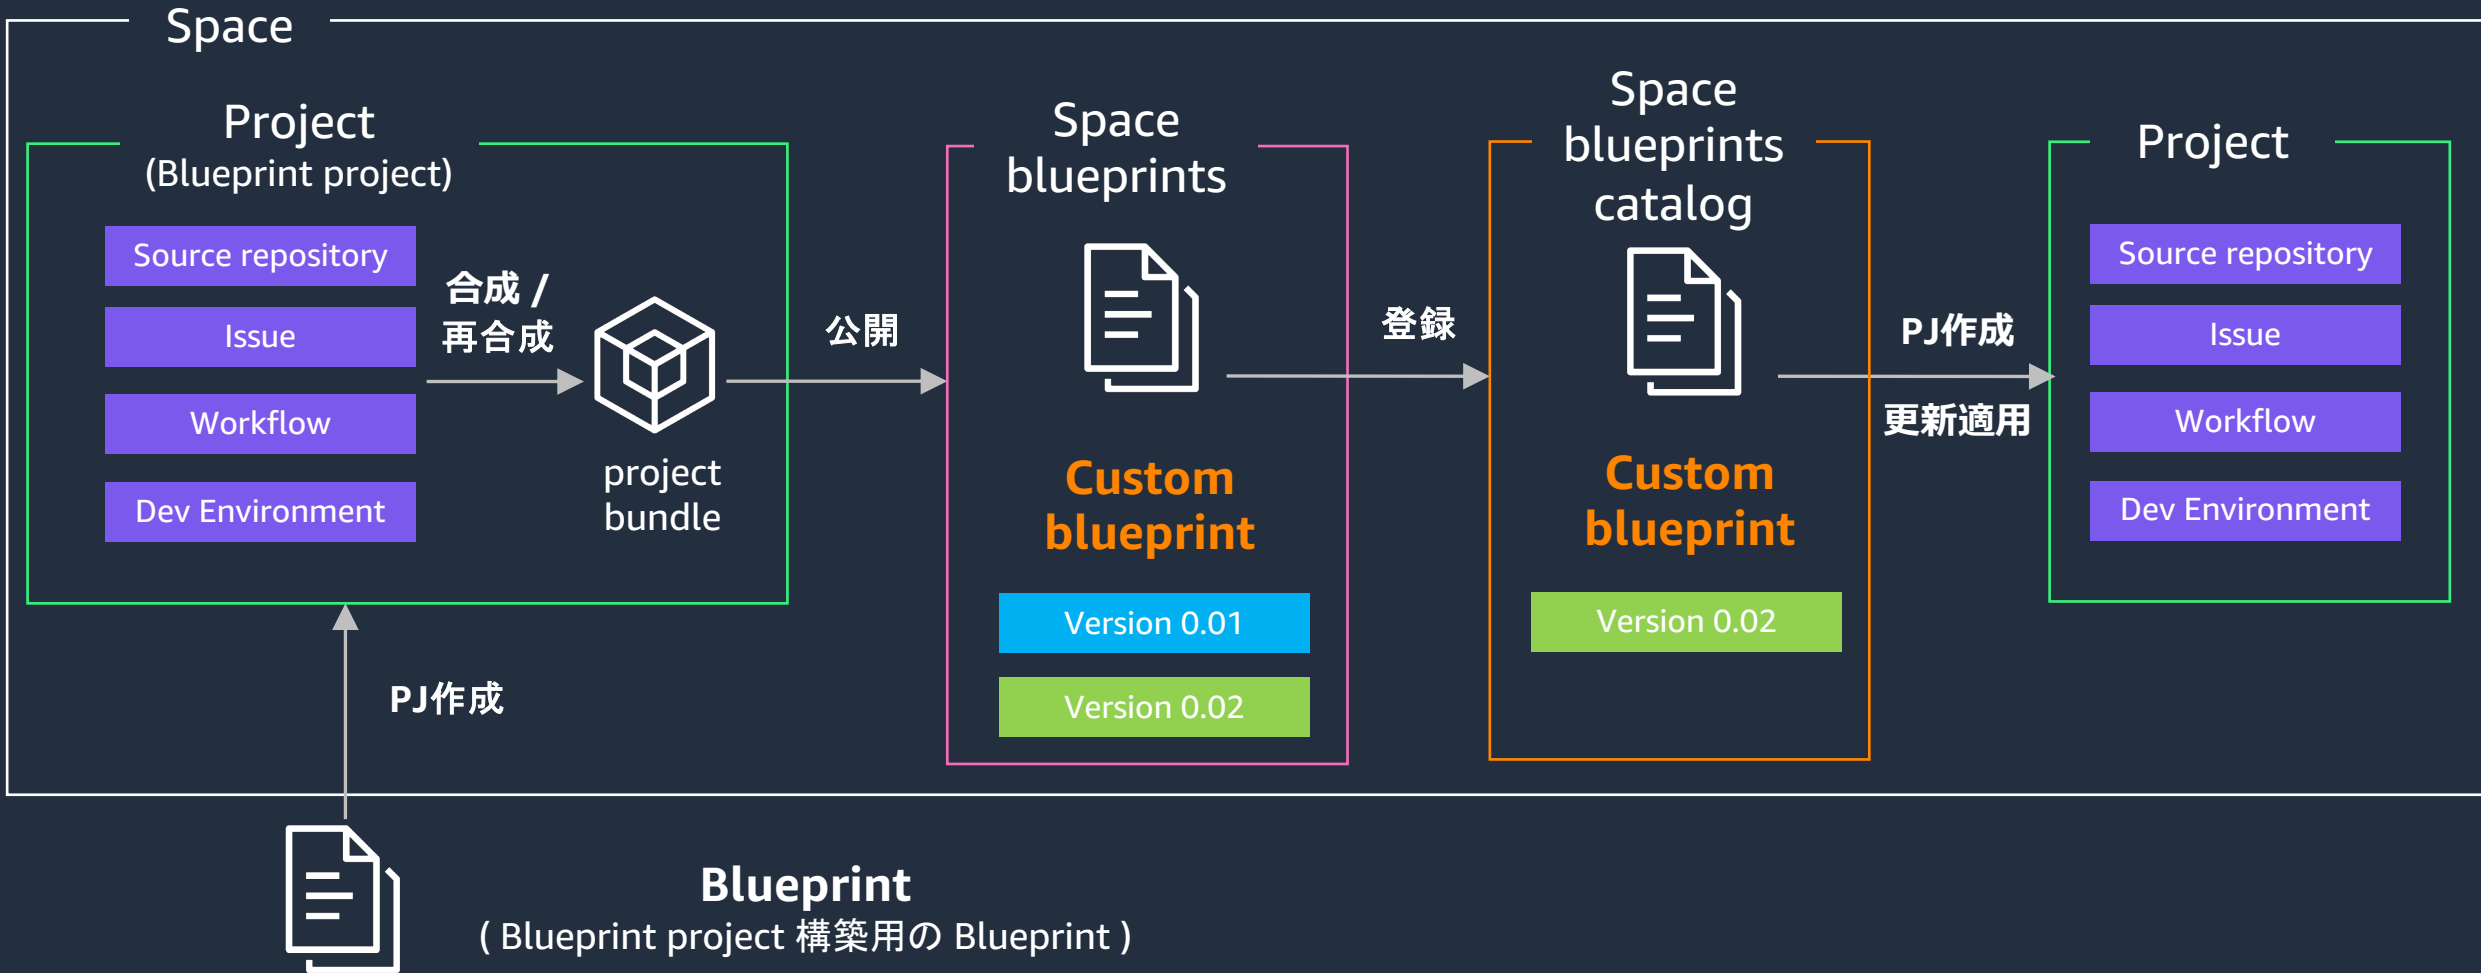 Space
Project
(Blueprint project)
Source repository
Issue
Workflow
Dev Environment
合成 /
再合成
project
bundle
公開
Space
blueprints
Custom
blueprint
Version 0.01
Version 0.02
登録
Space
blueprints
catalog
Custom
blueprint
Version 0.02
PJ作成
更新適用
Project
Source repository
Issue
Workflow
Dev Environment
PJ作成
Blueprint
( Blueprint project 構築用の Blueprint )